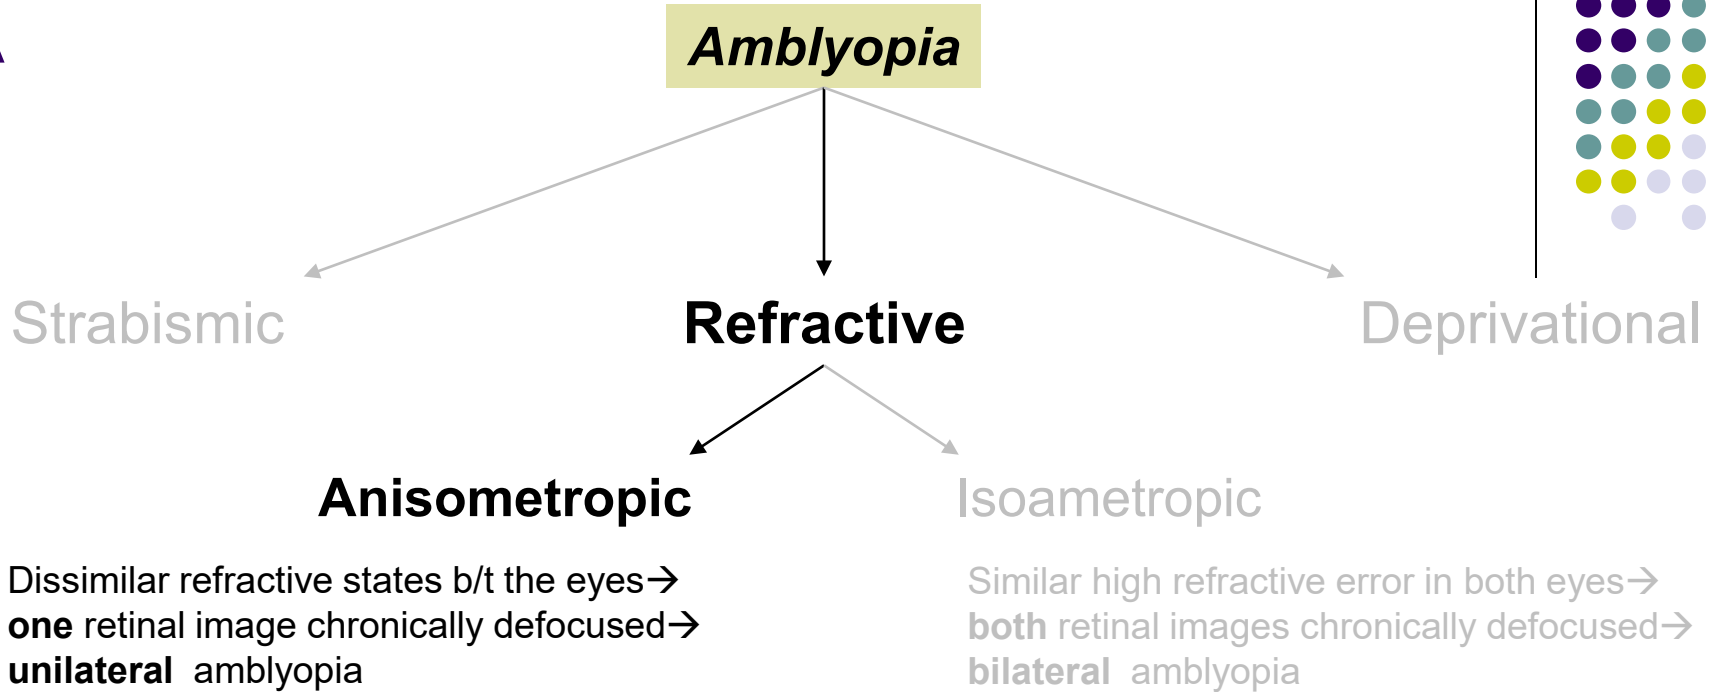 A
Amblyopia
Strabismic
Refractive
Deprivational
Anisometropic
Isoametropic
Dissimilar refractive states b/t the eyes→
one retinal image chronically defocused→
unilateral amblyopia
Similar high refractive error in both eyes→
both retinal images chronically defocused→
bilateral amblyopia